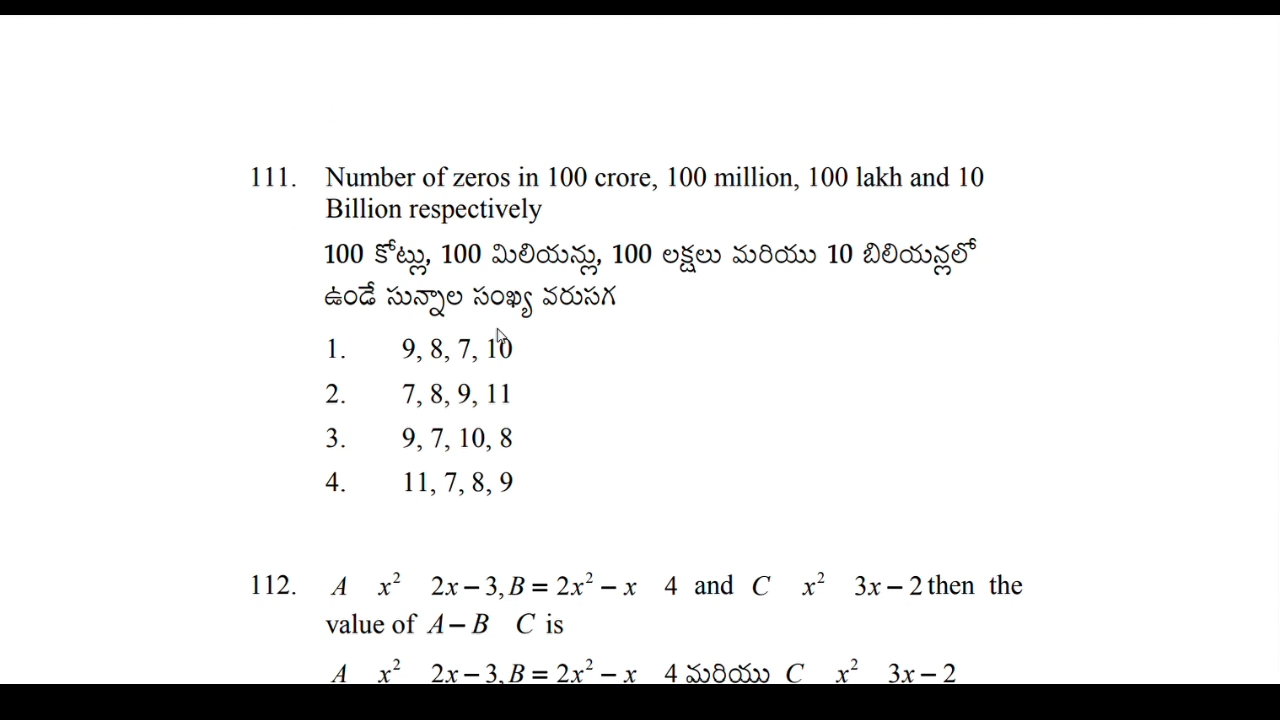 111. Number of zeros in 100 crore, 100 million, 100 lakh and 10
Billion respectively
100 కోట్లు, 100 మిలియన్లు, 100 లక్షలు మరియు 10 బిలియన్లలో
ఉండే సున్నాల సంఖ్య వరుసగ
1. 9, 8, 7, 10
2. 7, 8, 9, 11
3. 9, 7, 10, 8
4. 11, 7, 8, 9
112. A x² 2x – 3, B = 2x² – x 4 and C x² 3x – 2 then the
value of A – B C is
A x² 2x – 3, B = 2x² – x 4 మరియు C x² 3x – 2